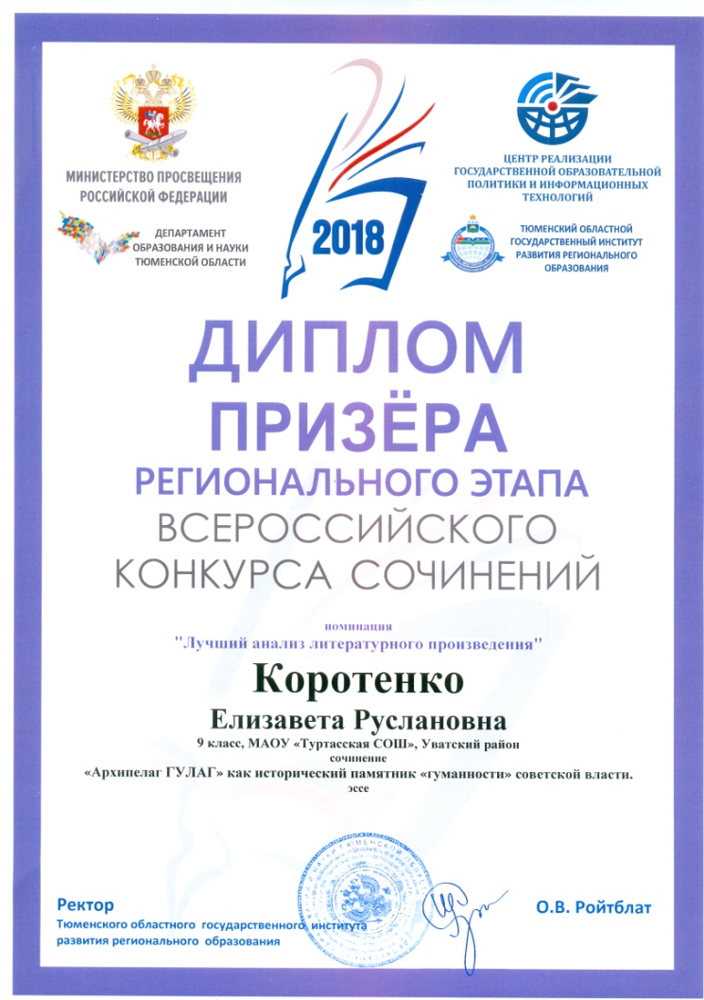 МИНИСТЕРСТВО ПРОСВЕЩЕНИЯ
РОССИЙСКОЙ ФЕДЕРАЦИИ
ДЕПАРТАМЕНТ
ОБРАЗОВАНИЯ И НАУКИ
ТЮМЕНСКОЙ ОБЛАСТИ
2018
ЦЕНТР РЕАЛИЗАЦИИ
ГОСУДАРСТВЕННОЙ ОБРАЗОВАТЕЛЬНОЙ
ПОЛИТИКИ И ИНФОРМАЦИОННЫХ
ТЕХНОЛОГИЙ
ТЮМЕНСКИЙ ОБЛАСТНОЙ
ГОСУДАРСТВЕННЫЙ ИНСТИТУТ
РАЗВИТИЯ РЕГИОНАЛЬНОГО
ОБРАЗОВАНИЯ
ДИПЛОМ
ПРИЗЁРА
РЕГИОНАЛЬНОГО ЭТАПА
ВСЕРОССИЙСКОГО
КОНКУРСА СОЧИНЕНИЙ
номинация
"Лучший анализ литературного произведения"
Коротенко
Елизавета Руслановна
9 класс, МАОУ «Туртасская СОШ», Уватский район
сочинение
«Архипелаг ГУЛАГ» как исторический памятник «гуманности» советской власти.
эссе
Ректор
Тюменского областного государственного института
развития регионального образования
О.В. Ройтблат